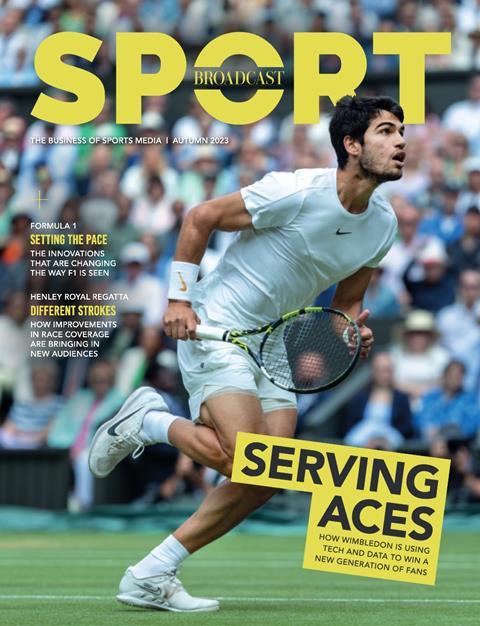 SPORT
BROADCAST
THE BUSINESS OF SPORTS MEDIA I AUTUMN 2023
FORMULA 1
SETTING THE PACE
THE INNOVATIONS
THAT ARE CHANGING
THE WAY F1 IS SEEN
HENLEY ROYAL REGATTA
DIFFERENT STROKES
HOW IMPROVEMENTS
IN RACE COVERAGE
ARE BRINGING IN
NEW AUDIENCES
SERVING
ACES
HOW WIMBLEDON IS USING
TECH AND DATA TO WIN A
NEW GENERATION OF FANS